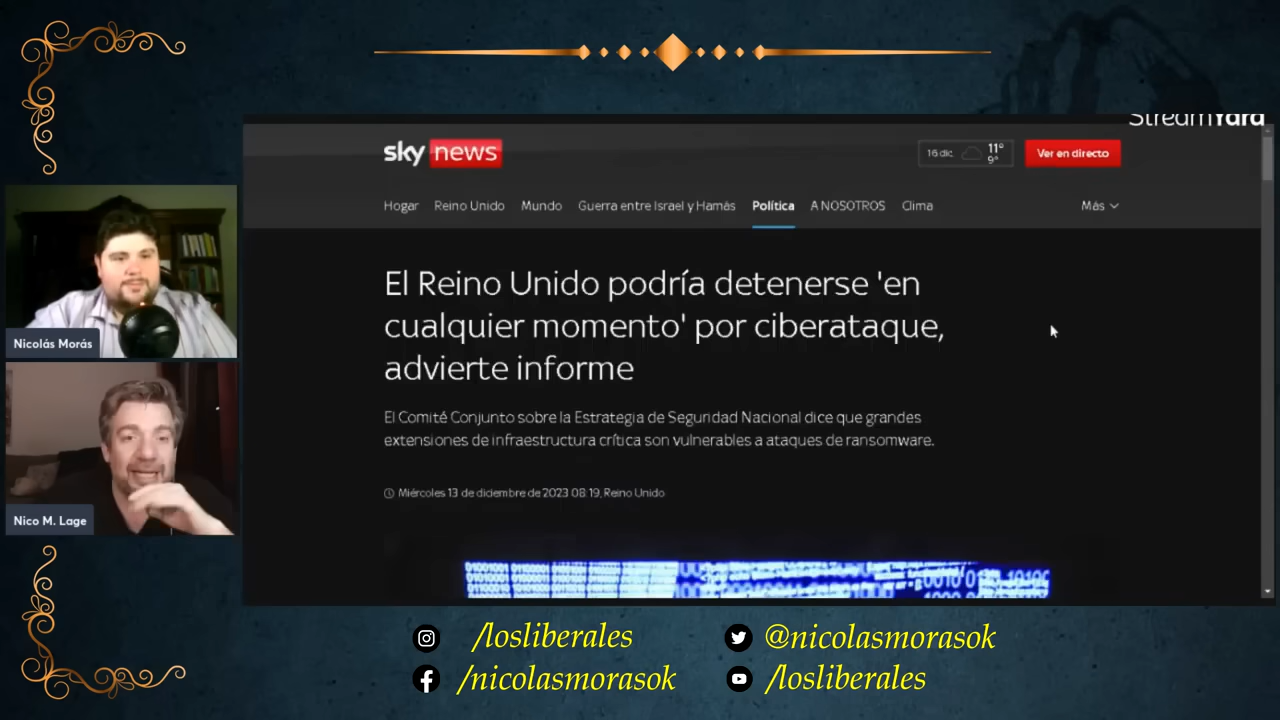 StreamYard
sky news
16 dic.
11°
9°
Ver en directo
Hogar
Reino Unido
Mundo
Guerra entre Israel y Hamás
Política
A NOSOTROS
Clima
Más
El Reino Unido podría detenerse 'en
cualquier momento' por ciberataque,
advierte informe
El Comité Conjunto sobre la Estrategia de Seguridad Nacional dice que grandes
extensiones de infraestructura crítica son vulnerables a ataques de ransomware.
Miércoles 13 de diciembre de 2023 08:19, Reino Unido
Nicolás Morás
Nico M. Lage
/losliberales
@nicolasmorasok
/nicolasmorasok
/losliberales